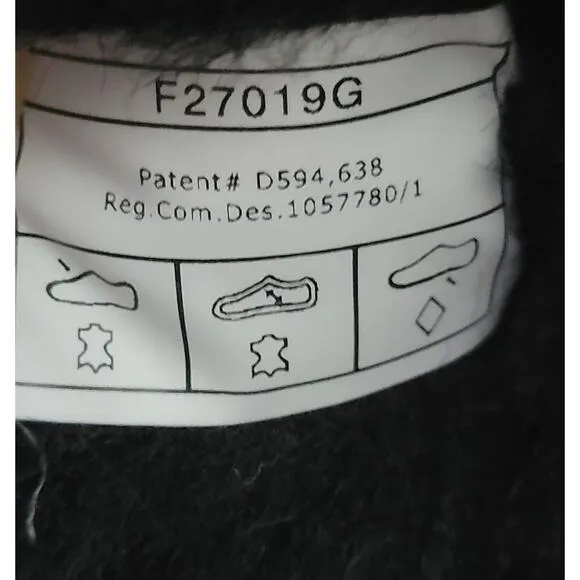 F27019G
Patent# D594,638
Reg.Com.Des.1057780/1